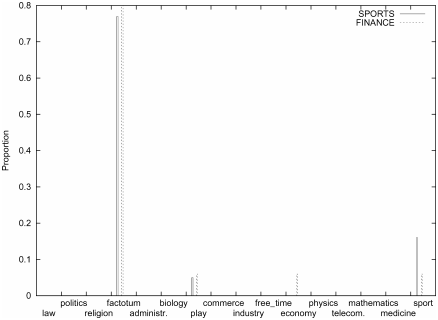 0.8
SPORTS
FINANCE
0.7
0.6
0.5
0.4
0.3
0.2
0.1
0
Proportion
politics factotum biology commerce free_time physics mathematics sport
law religion administr. play industry economy telecom. medicine